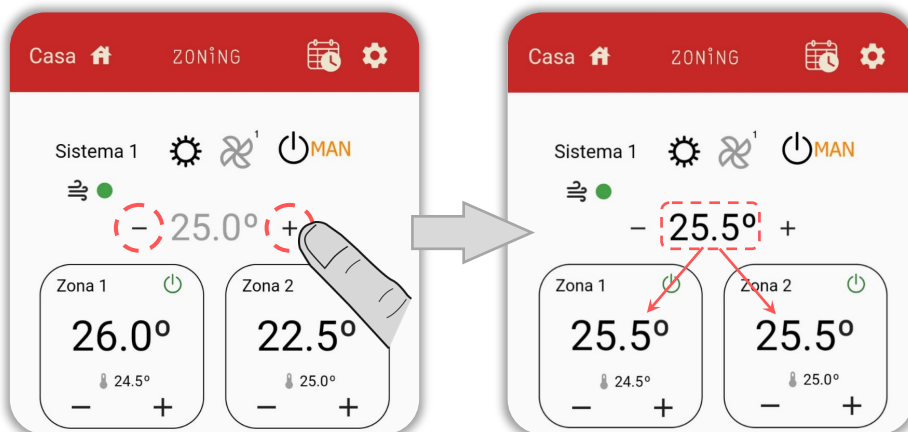 Casa ZONiNG
Sistema 1 1 MAN
− 25.0º +
Zona 1
26.0º
24.5º
− +
Zona 2
22.5º
25.0º
− +
Casa ZONiNG
Sistema 1 1 MAN
− 25.5º +
Zona 1
25.5º
24.5º
− +
Zona 2
25.5º
25.0º
− +